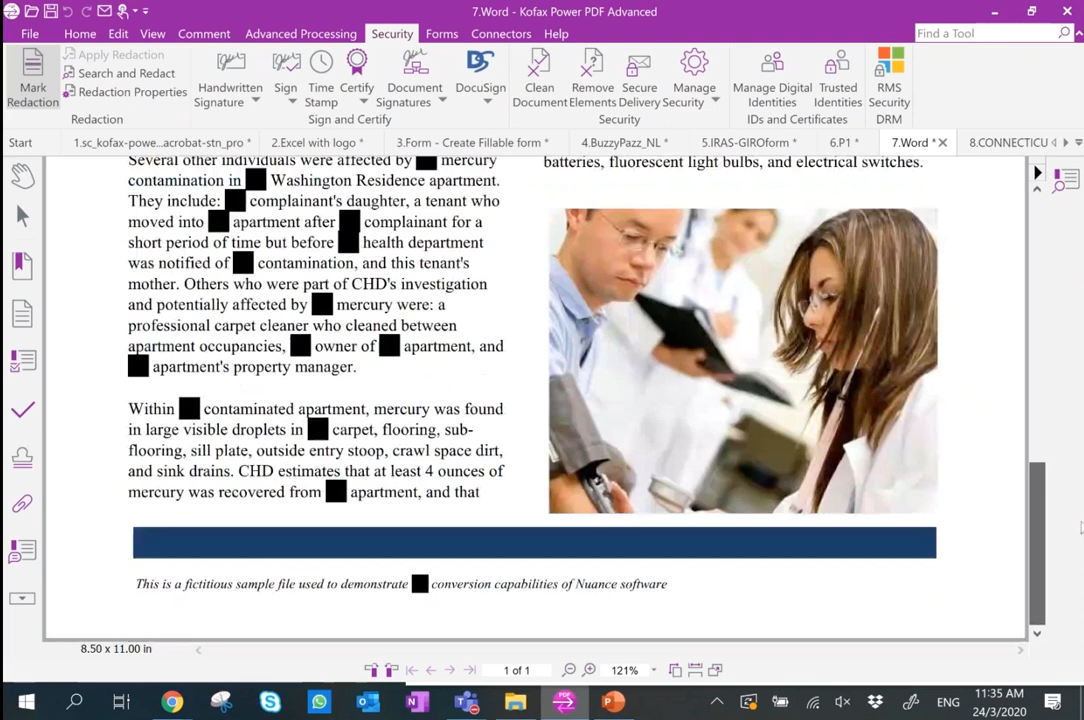 7.Word - Kofax Power PDF Advanced
File Home Edit View Comment Advanced Processing Security Forms Connectors Help Find a Tool
Mark Redaction
Apply Redaction
Search and Redact
Redaction Properties
Handwritten Signature
Sign
Time Stamp
Certify
Document Signatures
DocuSign
Clean Document
Remove Elements
Secure Delivery
Manage Security
Manage Digital Identities
Trusted Identities
RMS Security
Redaction Sign and Certify Security IDs and Certificates DRM
Start 1.sc_kofax-powe...acrobat-stn_pro * 2.Excel with logo * 3.Form - Create Fillable form * 4.BuzzyPazz_NL * 5.IRAS-GIROform * 6.P1 * 7.Word * 8.CONNECTICU
Several other individuals were affected by mercury
contamination in Washington Residence apartment.
They include: complainant's daughter, a tenant who
moved into apartment after complainant for a
short period of time but before health department
was notified of contamination, and this tenant's
mother. Others who were part of CHD's investigation
and potentially affected by mercury were: a
professional carpet cleaner who cleaned between
apartment occupancies, owner of apartment, and
apartment's property manager.
Within contaminated apartment, mercury was found
in large visible droplets in carpet, flooring, sub-
flooring, sill plate, outside entry stoop, crawl space dirt,
and sink drains. CHD estimates that at least 4 ounces of
mercury was recovered from apartment, and that
batteries, fluorescent light bulbs, and electrical switches.
This is a fictitious sample file used to demonstrate conversion capabilities of Nuance software
8.50 x 11.00 in
1 of 1
121%
PDF
ENG
11:35 AM
24/3/2020